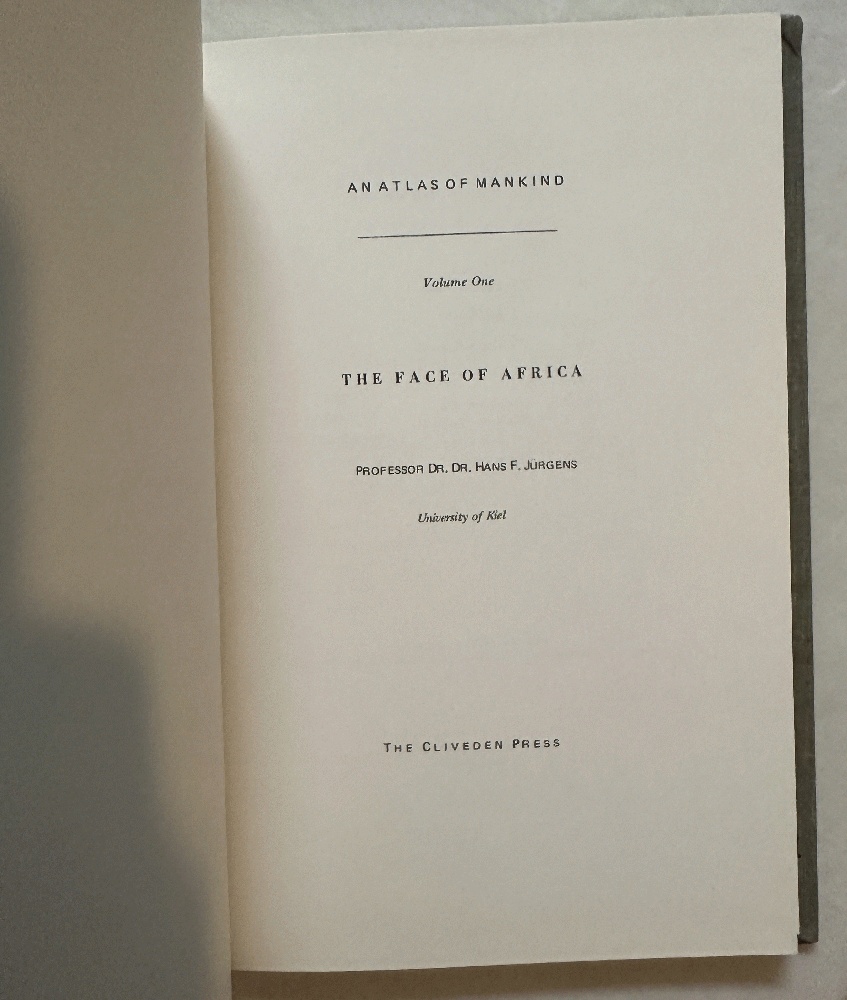 AN ATLAS OF MANKIND
Volume One
THE FACE OF AFRICA
PROFESSOR DR. DR. HANS F. JÜRGENS
University of Kiel
THE CLIVEDEN PRESS